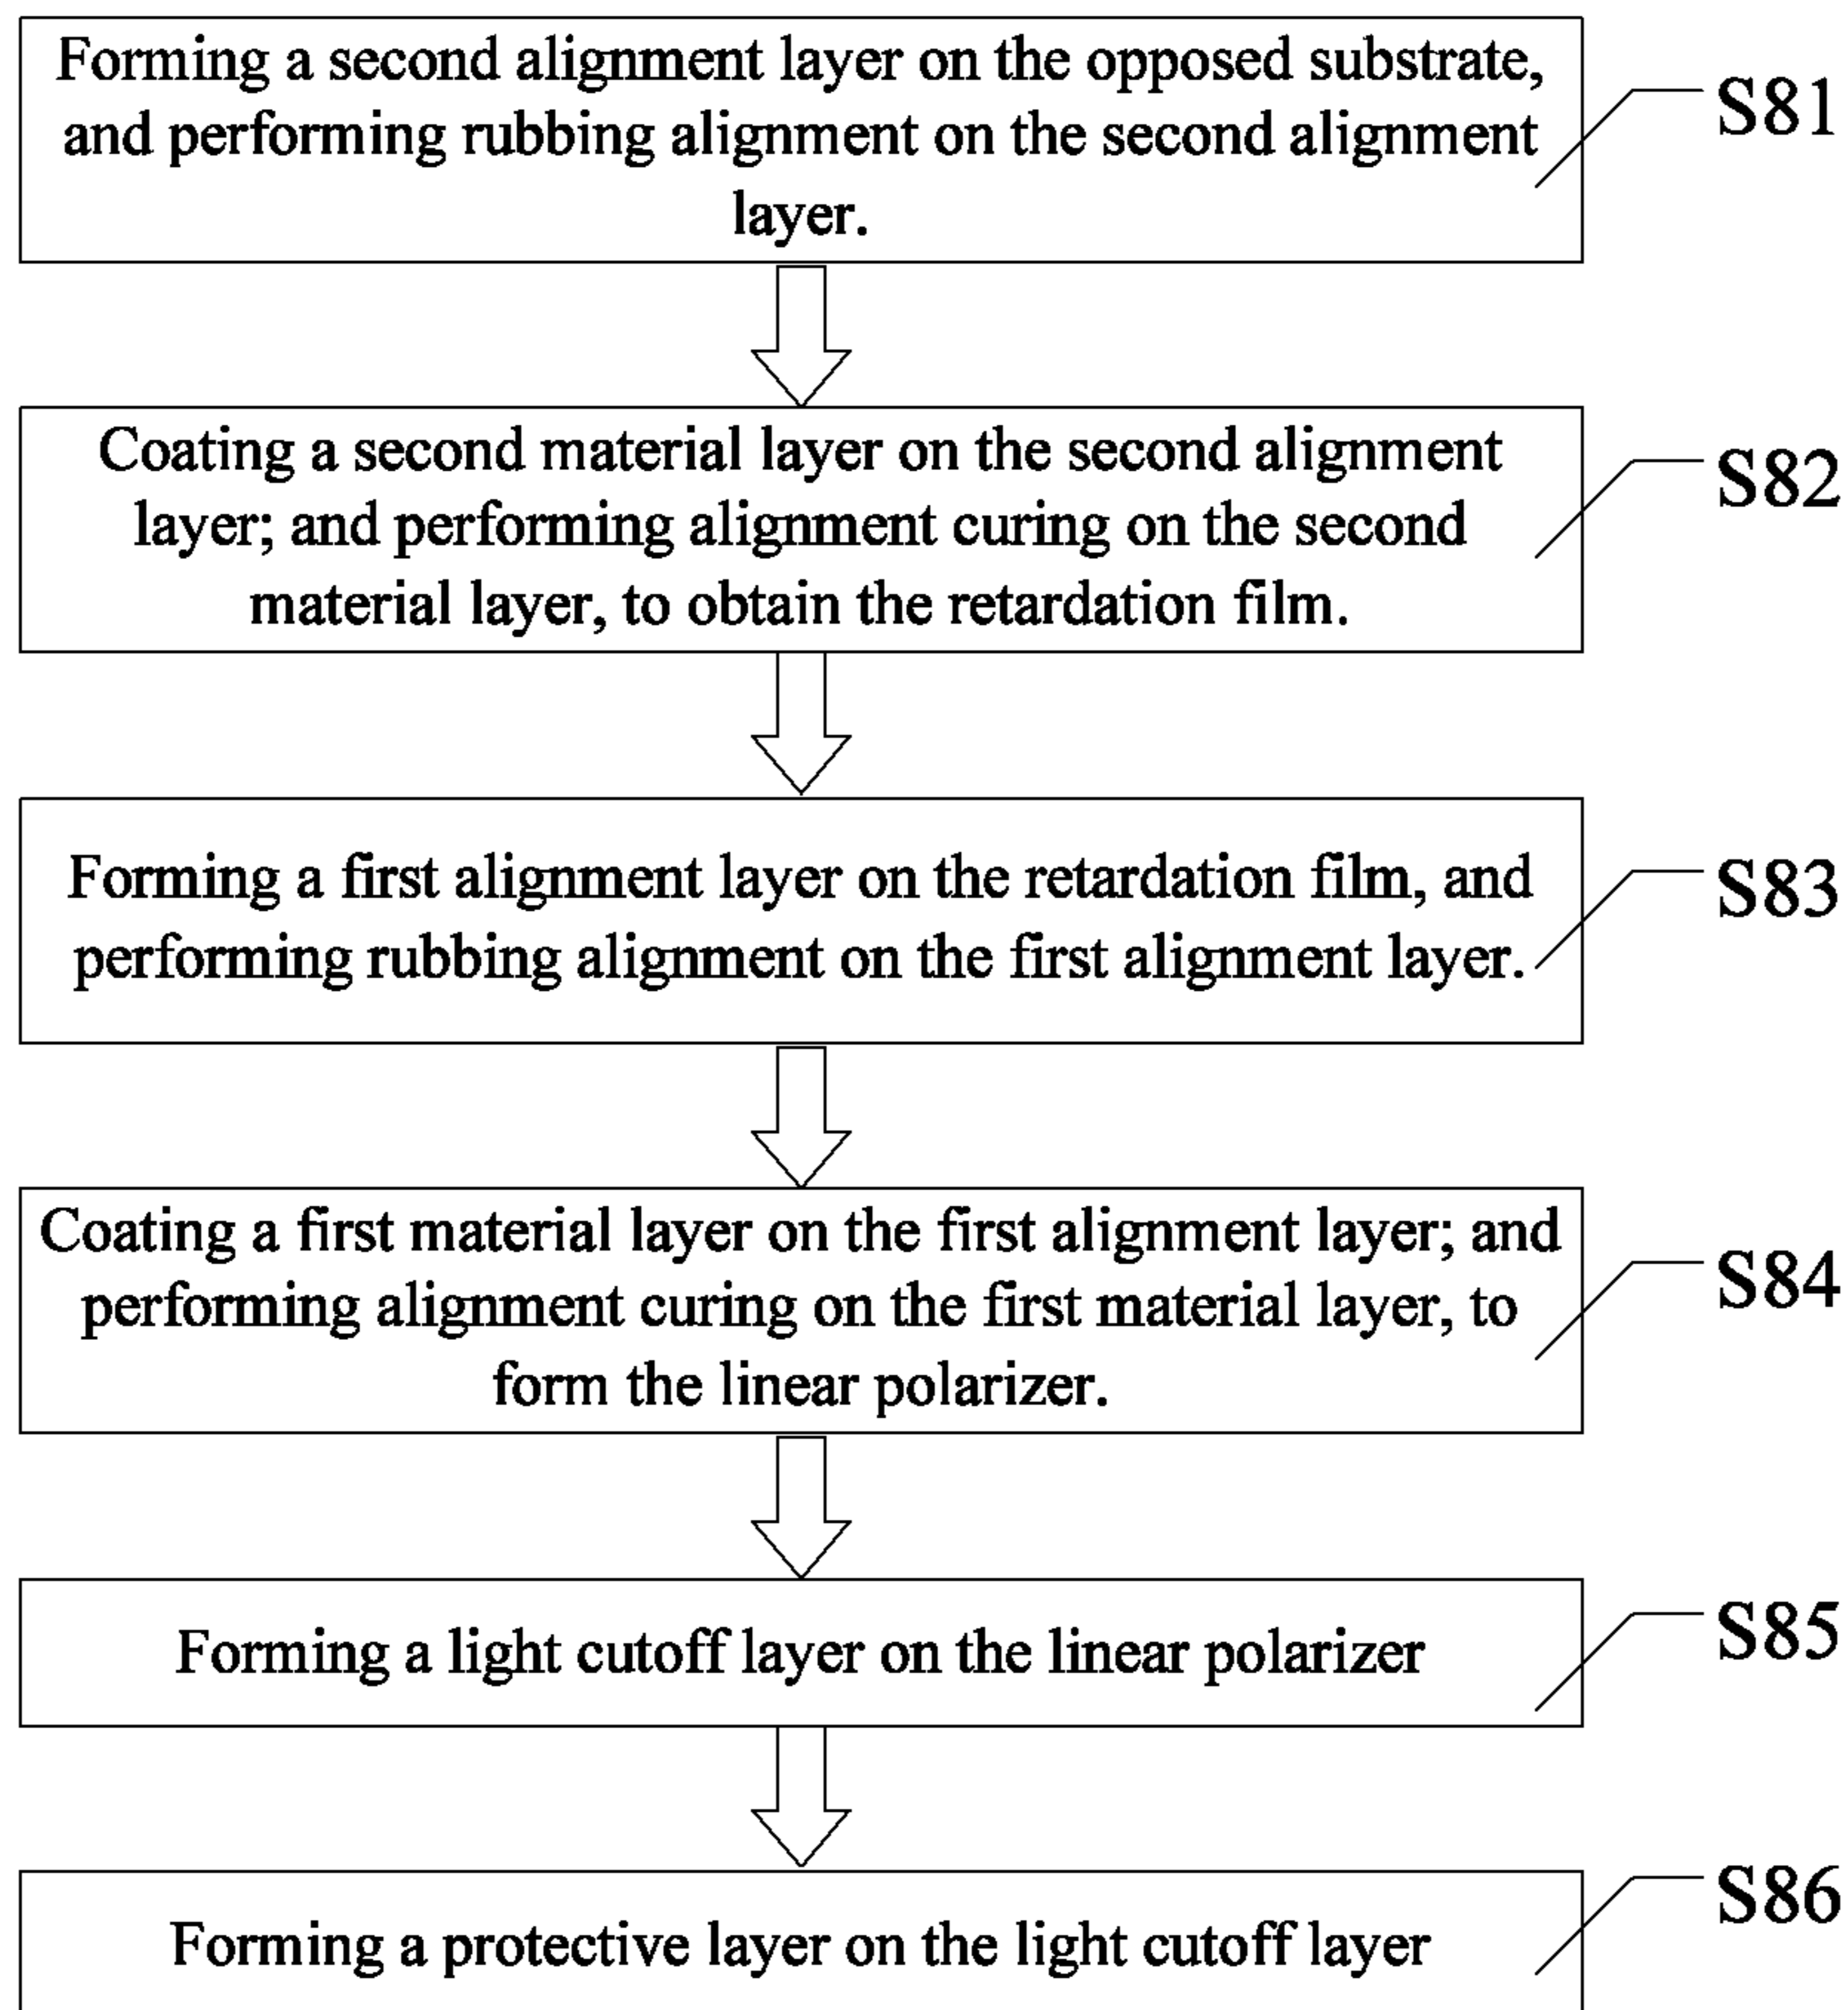 Forming a second alignment layer on the opposed substrate,
and performing rubbing alignment on the second alignment
layer.
S81
Coating a second material layer on the second alignment
layer; and performing alignment curing on the second
material layer, to obtain the retardation film.
S82
Forming a first alignment layer on the retardation film, and
performing rubbing alignment on the first alignment layer.
S83
Coating a first material layer on the first alignment layer; and
performing alignment curing on the first material layer, to
form the linear polarizer.
S84
Forming a light cutoff layer on the linear polarizer
S85
Forming a protective layer on the light cutoff layer
S86